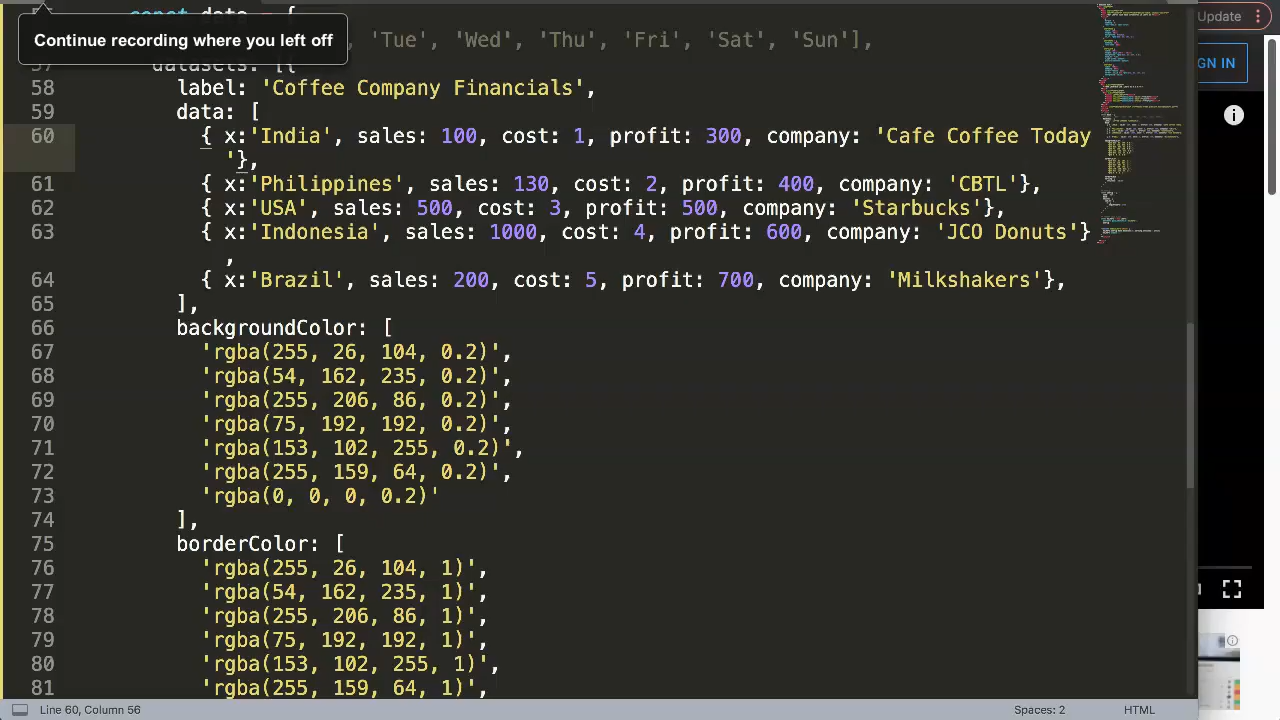 const data = {
Continue recording where you left off
'Tue', 'Wed', 'Thu', 'Fri', 'Sat', 'Sun'],
57 datasets: [{
58 label: 'Coffee Company Financials',
59 data: [
60 { x:'India', sales: 100, cost: 1, profit: 300, company: 'Cafe Coffee Today
'},
61 { x:'Philippines', sales: 130, cost: 2, profit: 400, company: 'CBTL'},
62 { x:'USA', sales: 500, cost: 3, profit: 500, company: 'Starbucks'},
63 { x:'Indonesia', sales: 1000, cost: 4, profit: 600, company: 'JCO Donuts'}
,
64 { x:'Brazil', sales: 200, cost: 5, profit: 700, company: 'Milkshakers'},
65 ],
66 backgroundColor: [
67 'rgba(255, 26, 104, 0.2)',
68 'rgba(54, 162, 235, 0.2)',
69 'rgba(255, 206, 86, 0.2)',
70 'rgba(75, 192, 192, 0.2)',
71 'rgba(153, 102, 255, 0.2)',
72 'rgba(255, 159, 64, 0.2)',
73 'rgba(0, 0, 0, 0.2)'
74 ],
75 borderColor: [
76 'rgba(255, 26, 104, 1)',
77 'rgba(54, 162, 235, 1)',
78 'rgba(255, 206, 86, 1)',
79 'rgba(75, 192, 192, 1)',
80 'rgba(153, 102, 255, 1)',
81 'rgba(255, 159, 64, 1)',
Line 60, Column 56
Spaces: 2
HTML
Update
GN IN